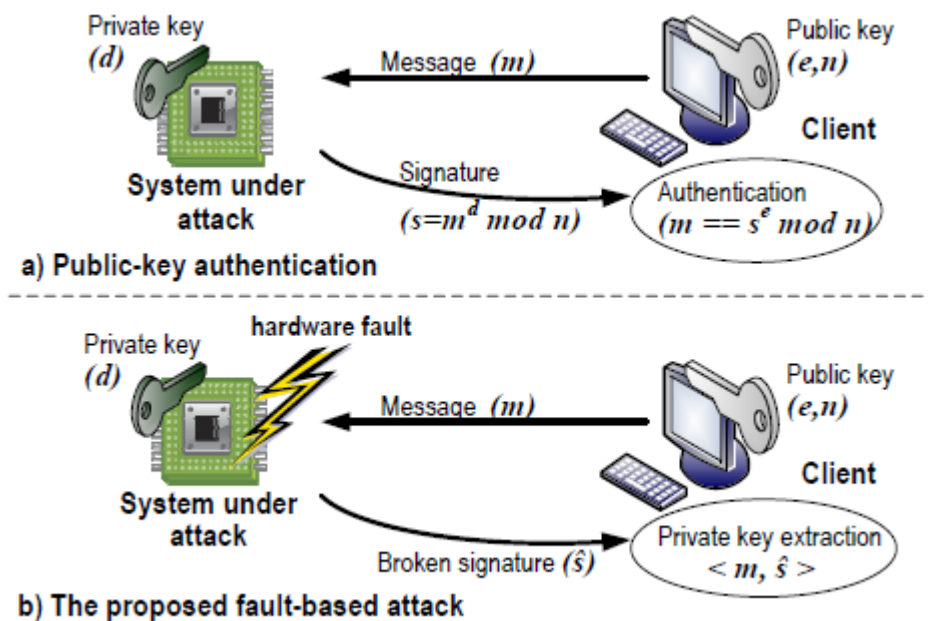 Private key
(d)
Message (m)
Public key
(e,n)
Client
System under
attack
Signature
(s=m^d mod n)
Authentication
(m == s^e mod n)
a) Public-key authentication
hardware fault
Private key
(d)
Message (m)
Public key
(e,n)
Client
System under
attack
Broken signature (ŝ)
Private key extraction
< m, ŝ >
b) The proposed fault-based attack